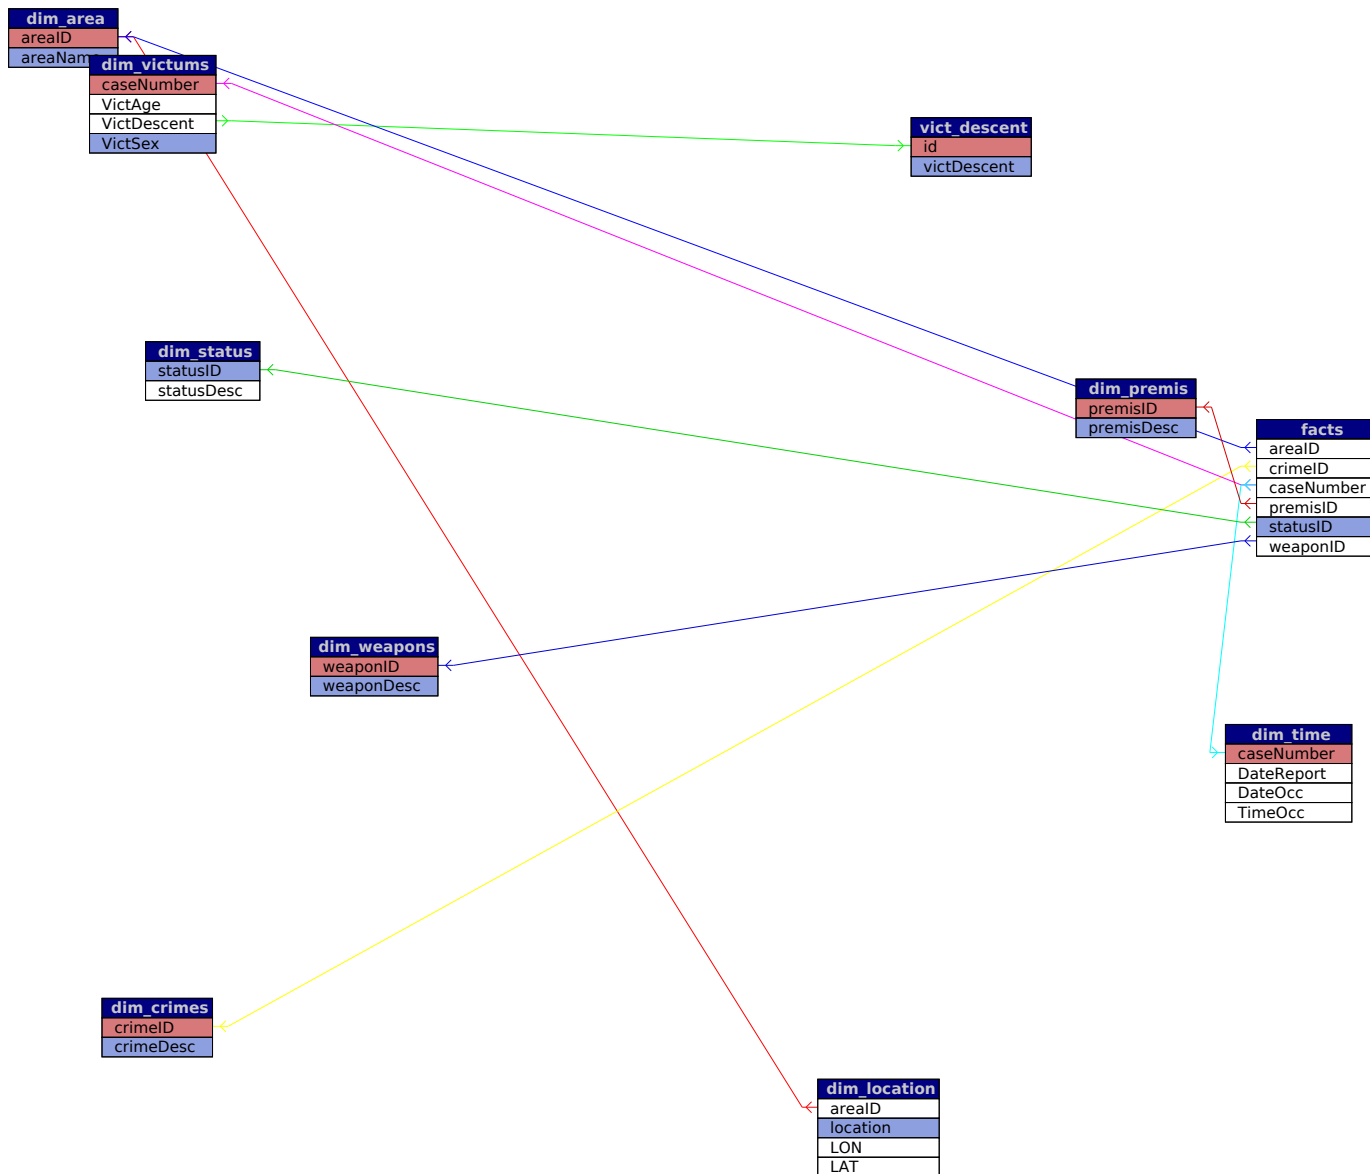 dim_area
areaID
areaName
dim_victums
caseNumber
VictAge
VictDescent
VictSex
vict_descent
id
victDescent
dim_status
statusID
statusDesc
dim_premis
premisID
premisDesc
facts
areaID
crimeID
caseNumber
premisID
statusID
weaponID
dim_weapons
weaponID
weaponDesc
dim_time
caseNumber
DateReport
DateOcc
TimeOcc
dim_crimes
crimeID
crimeDesc
dim_location
areaID
location
LON
LAT